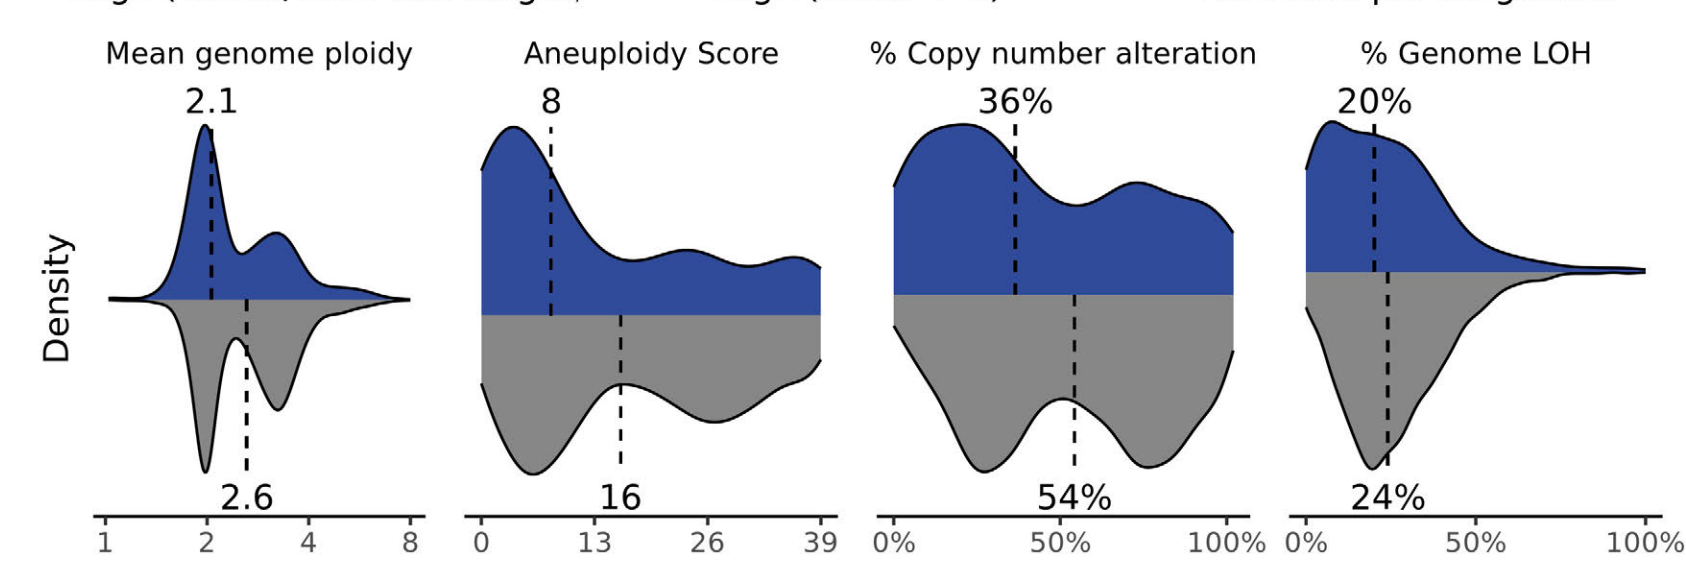 Mean genome ploidy Aneuploidy Score % Copy number alteration % Genome LOH
2.1 8 36% 20%
Density
2.6 16 54% 24%
1 2 4 8 0 13 26 39 0% 50% 100% 0% 50% 100%